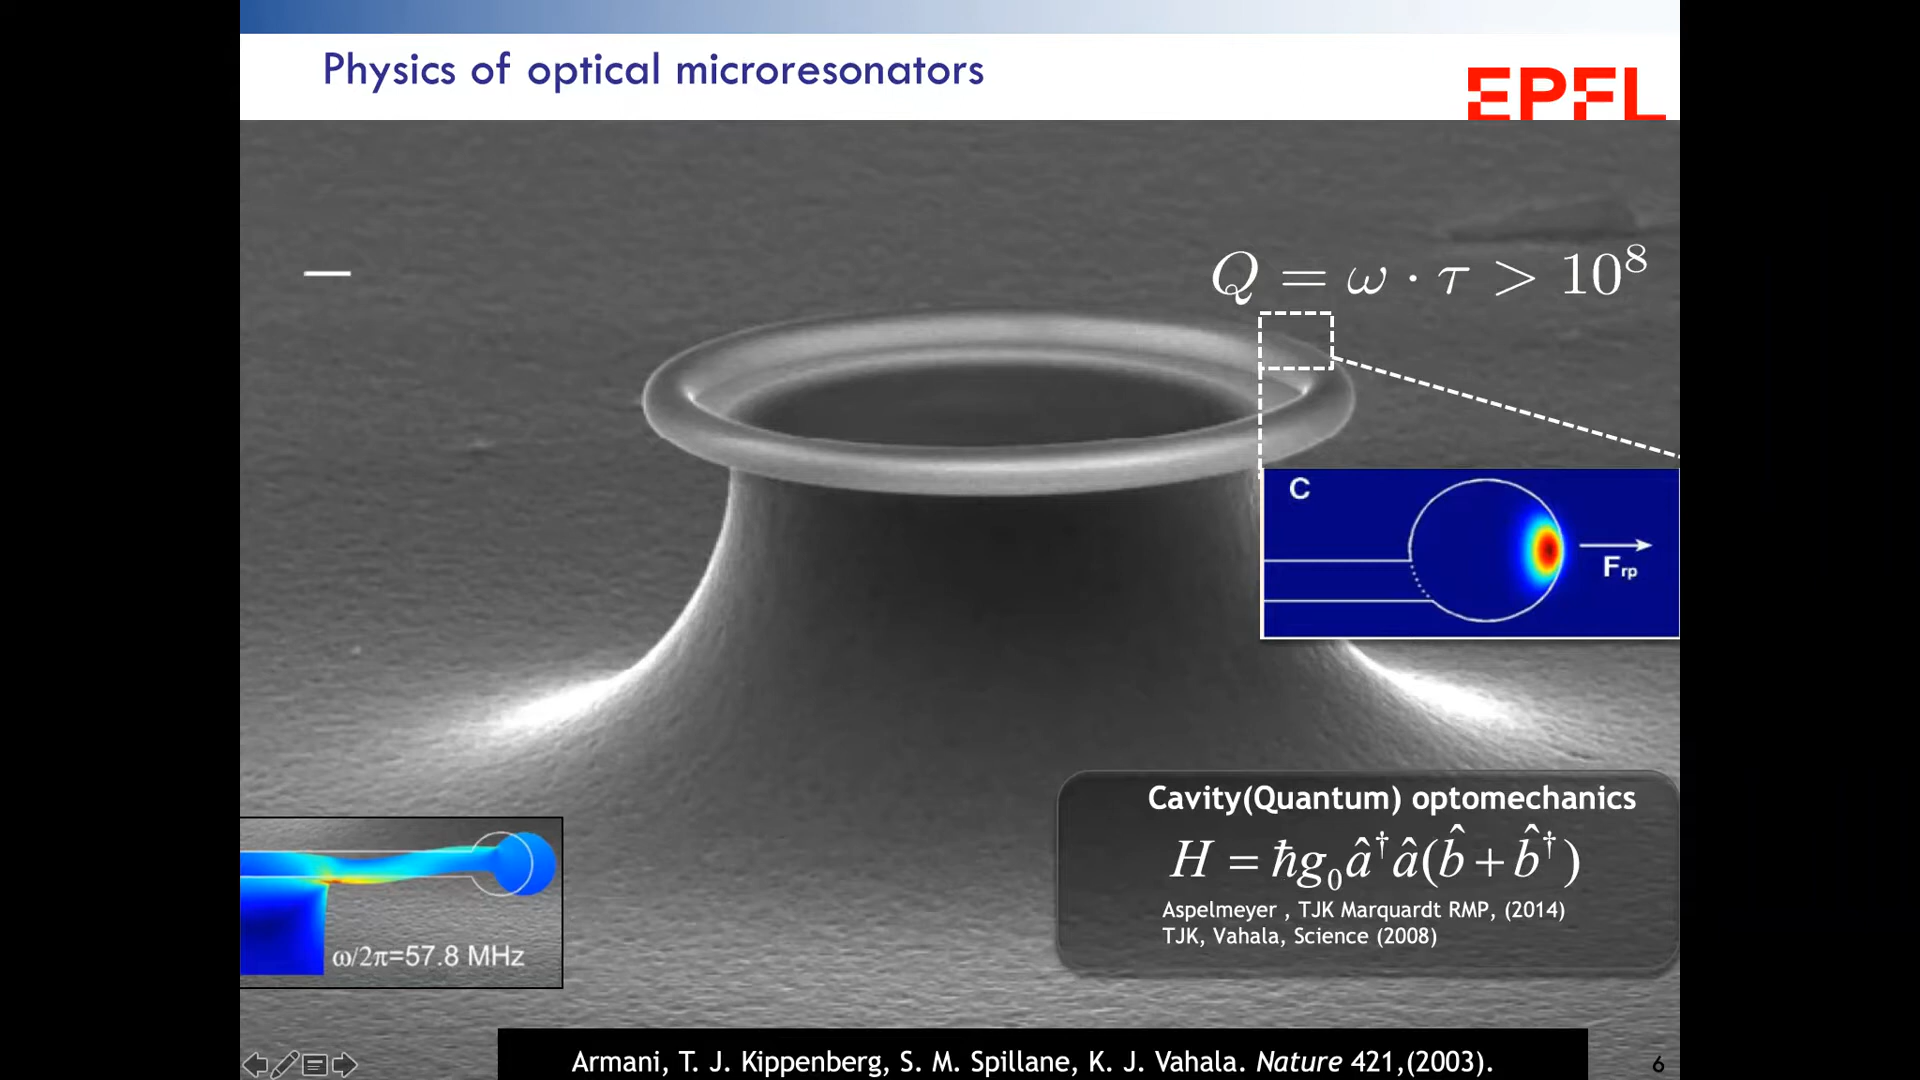 Physics of optical microresonators
EPFL
Q = ω · τ > 10⁸
C
Frp
Cavity(Quantum) optomechanics
H = ħg₀â†â(b̂ + b̂†)
Aspelmeyer , TJK Marquardt RMP, (2014)
TJK, Vahala, Science (2008)
ω/2π=57.8 MHz
Armani, T. J. Kippenberg, S. M. Spillane, K. J. Vahala. Nature 421,(2003).
6